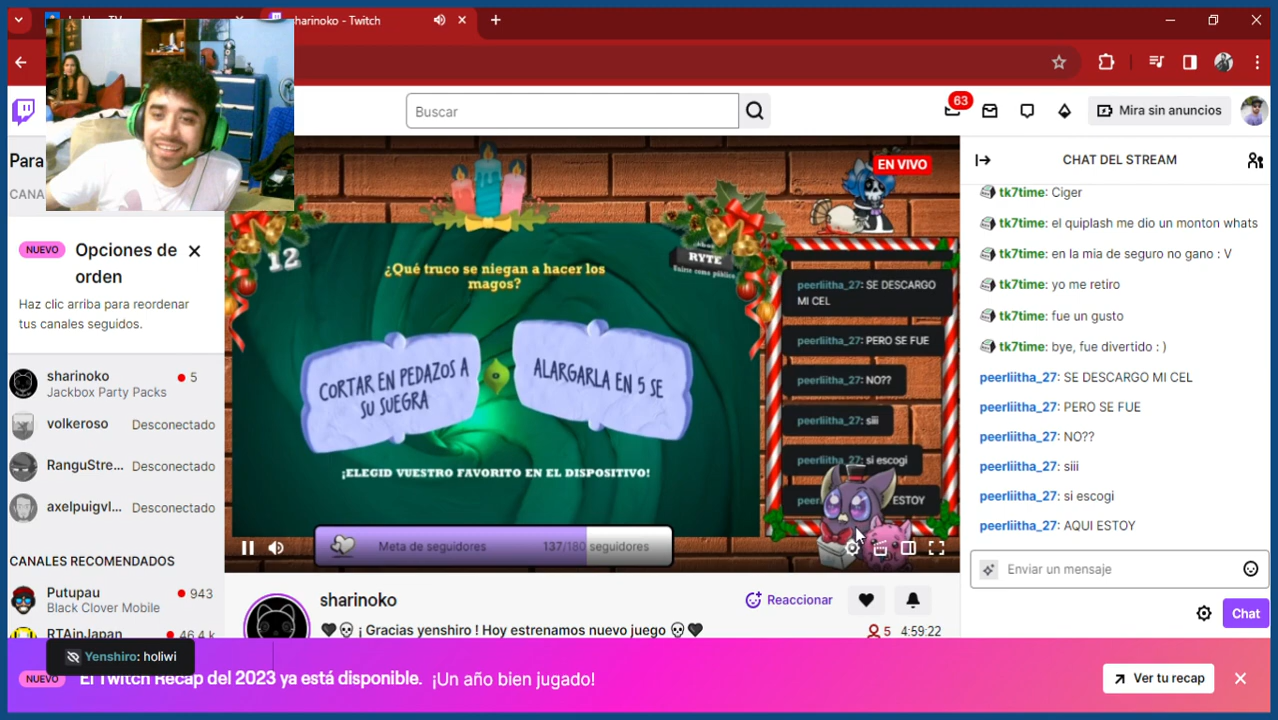 sharinoko - Twitch
63
Mira sin anuncios
Buscar
Para
CANA
NUEVO
Opciones de
orden
Haz clic arriba para reordenar
tus canales seguidos.
sharinoko
5
Jackbox Party Packs
volkeroso
Desconectado
RanguStre...
Desconectado
axelpuigvl...
Desconectado
CANALES RECOMENDADOS
Putupau
943
Black Clover Mobile
RTAinJapan
46,4 k
EN VIVO
12
RYTE
¿Qué truco se niegan a hacer los
magos?
CORTAR EN PEDAZOS A
SU SUEGRA
ALARGARLA EN 5 SE
¡ELEGID VUESTRO FAVORITO EN EL DISPOSITIVO!
peerliitha_27: SE DESCARGO
MI CEL
peerliitha_27: PERO SE FUE
peerliitha_27: NO??
peerliitha_27: siii
peerliitha_27: si escogi
peer
ESTOY
Meta de seguidores
137/180 seguidores
sharinoko
Reaccionar
¡ Gracias yenshiro ! Hoy estrenamos nuevo juego
5
4:59:22
CHAT DEL STREAM
tk7time: Ciger
tk7time: el quiplash me dio un monton whats
tk7time: en la mia de seguro no gano : V
tk7time: yo me retiro
tk7time: fue un gusto
tk7time: bye, fue divertido : )
peerliitha_27: SE DESCARGO MI CEL
peerliitha_27: PERO SE FUE
peerliitha_27: NO??
peerliitha_27: siii
peerliitha_27: si escogi
peerliitha_27: AQUI ESTOY
Enviar un mensaje
Chat
Yenshiro: holiwi
NUEVO
El Twitch Recap del 2023 ya está disponible. ¡Un año bien jugado!
Ver tu recap